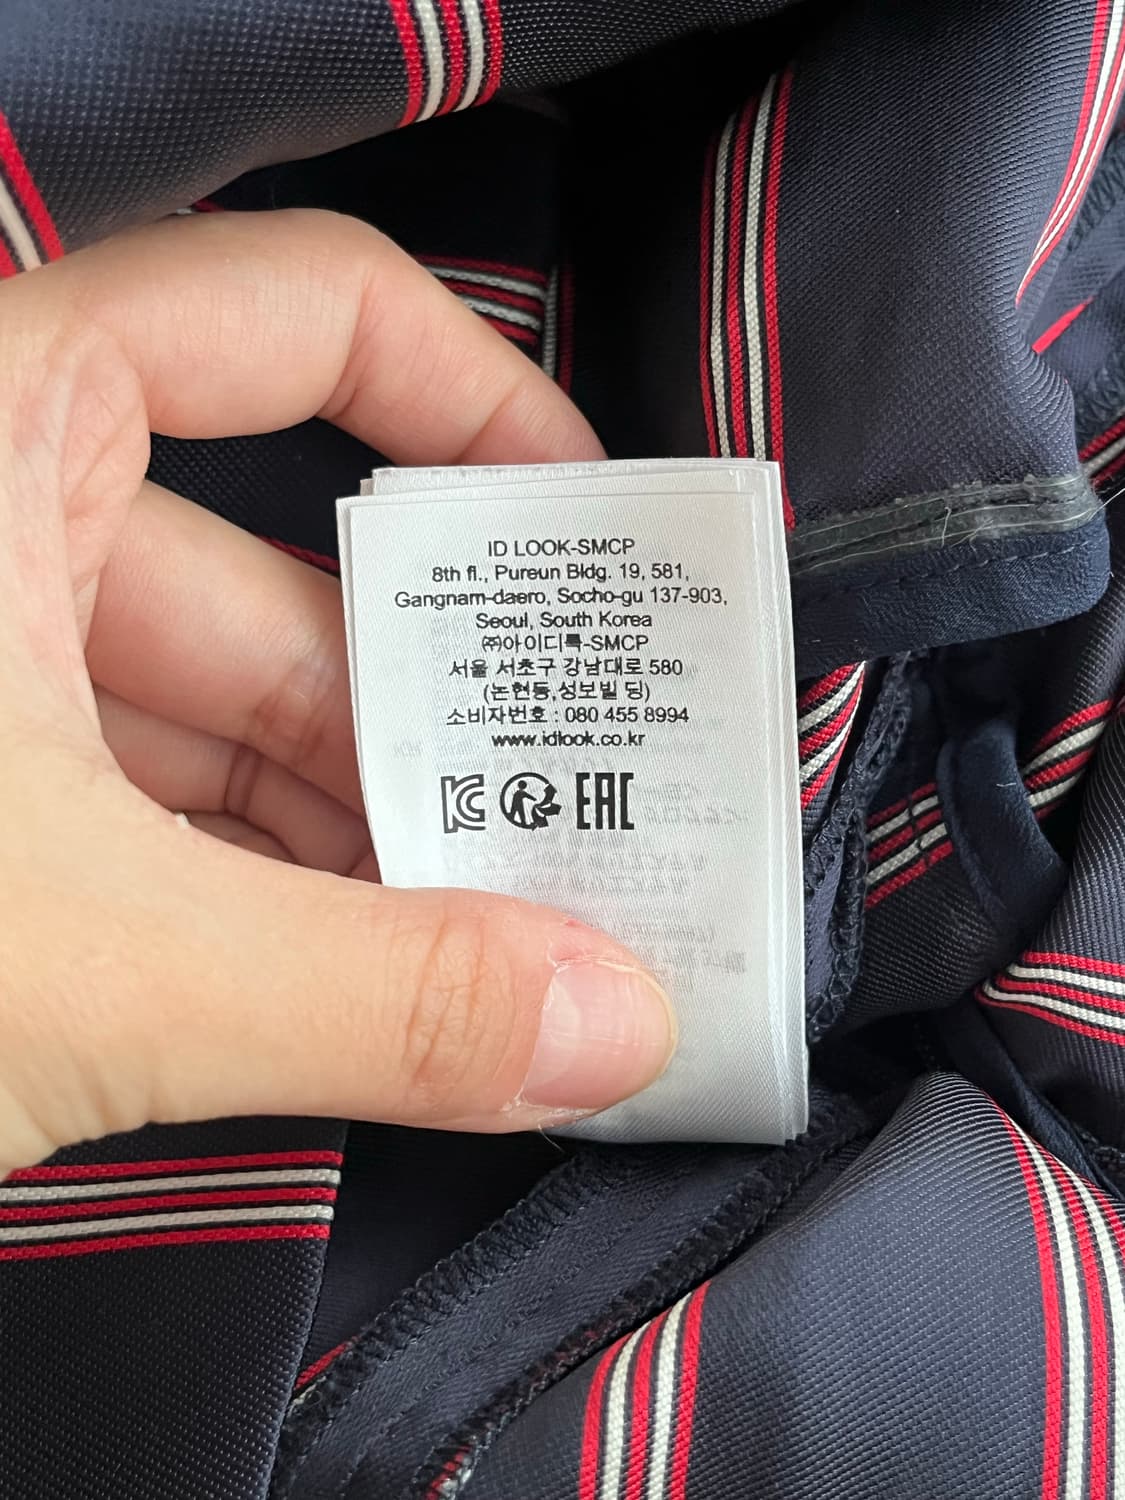 ID LOOK-SMCP
8th fl., Pureun Bldg. 19, 581,
Gangnam-daero, Socho-gu 137-903,
Seoul, South Korea
㈜아이디룩-SMCP
서울 서초구 강남대로 580
(논현동,성보빌 딩)
소비자번호 : 080 455 8994
www.idlook.co.kr
KC EAC